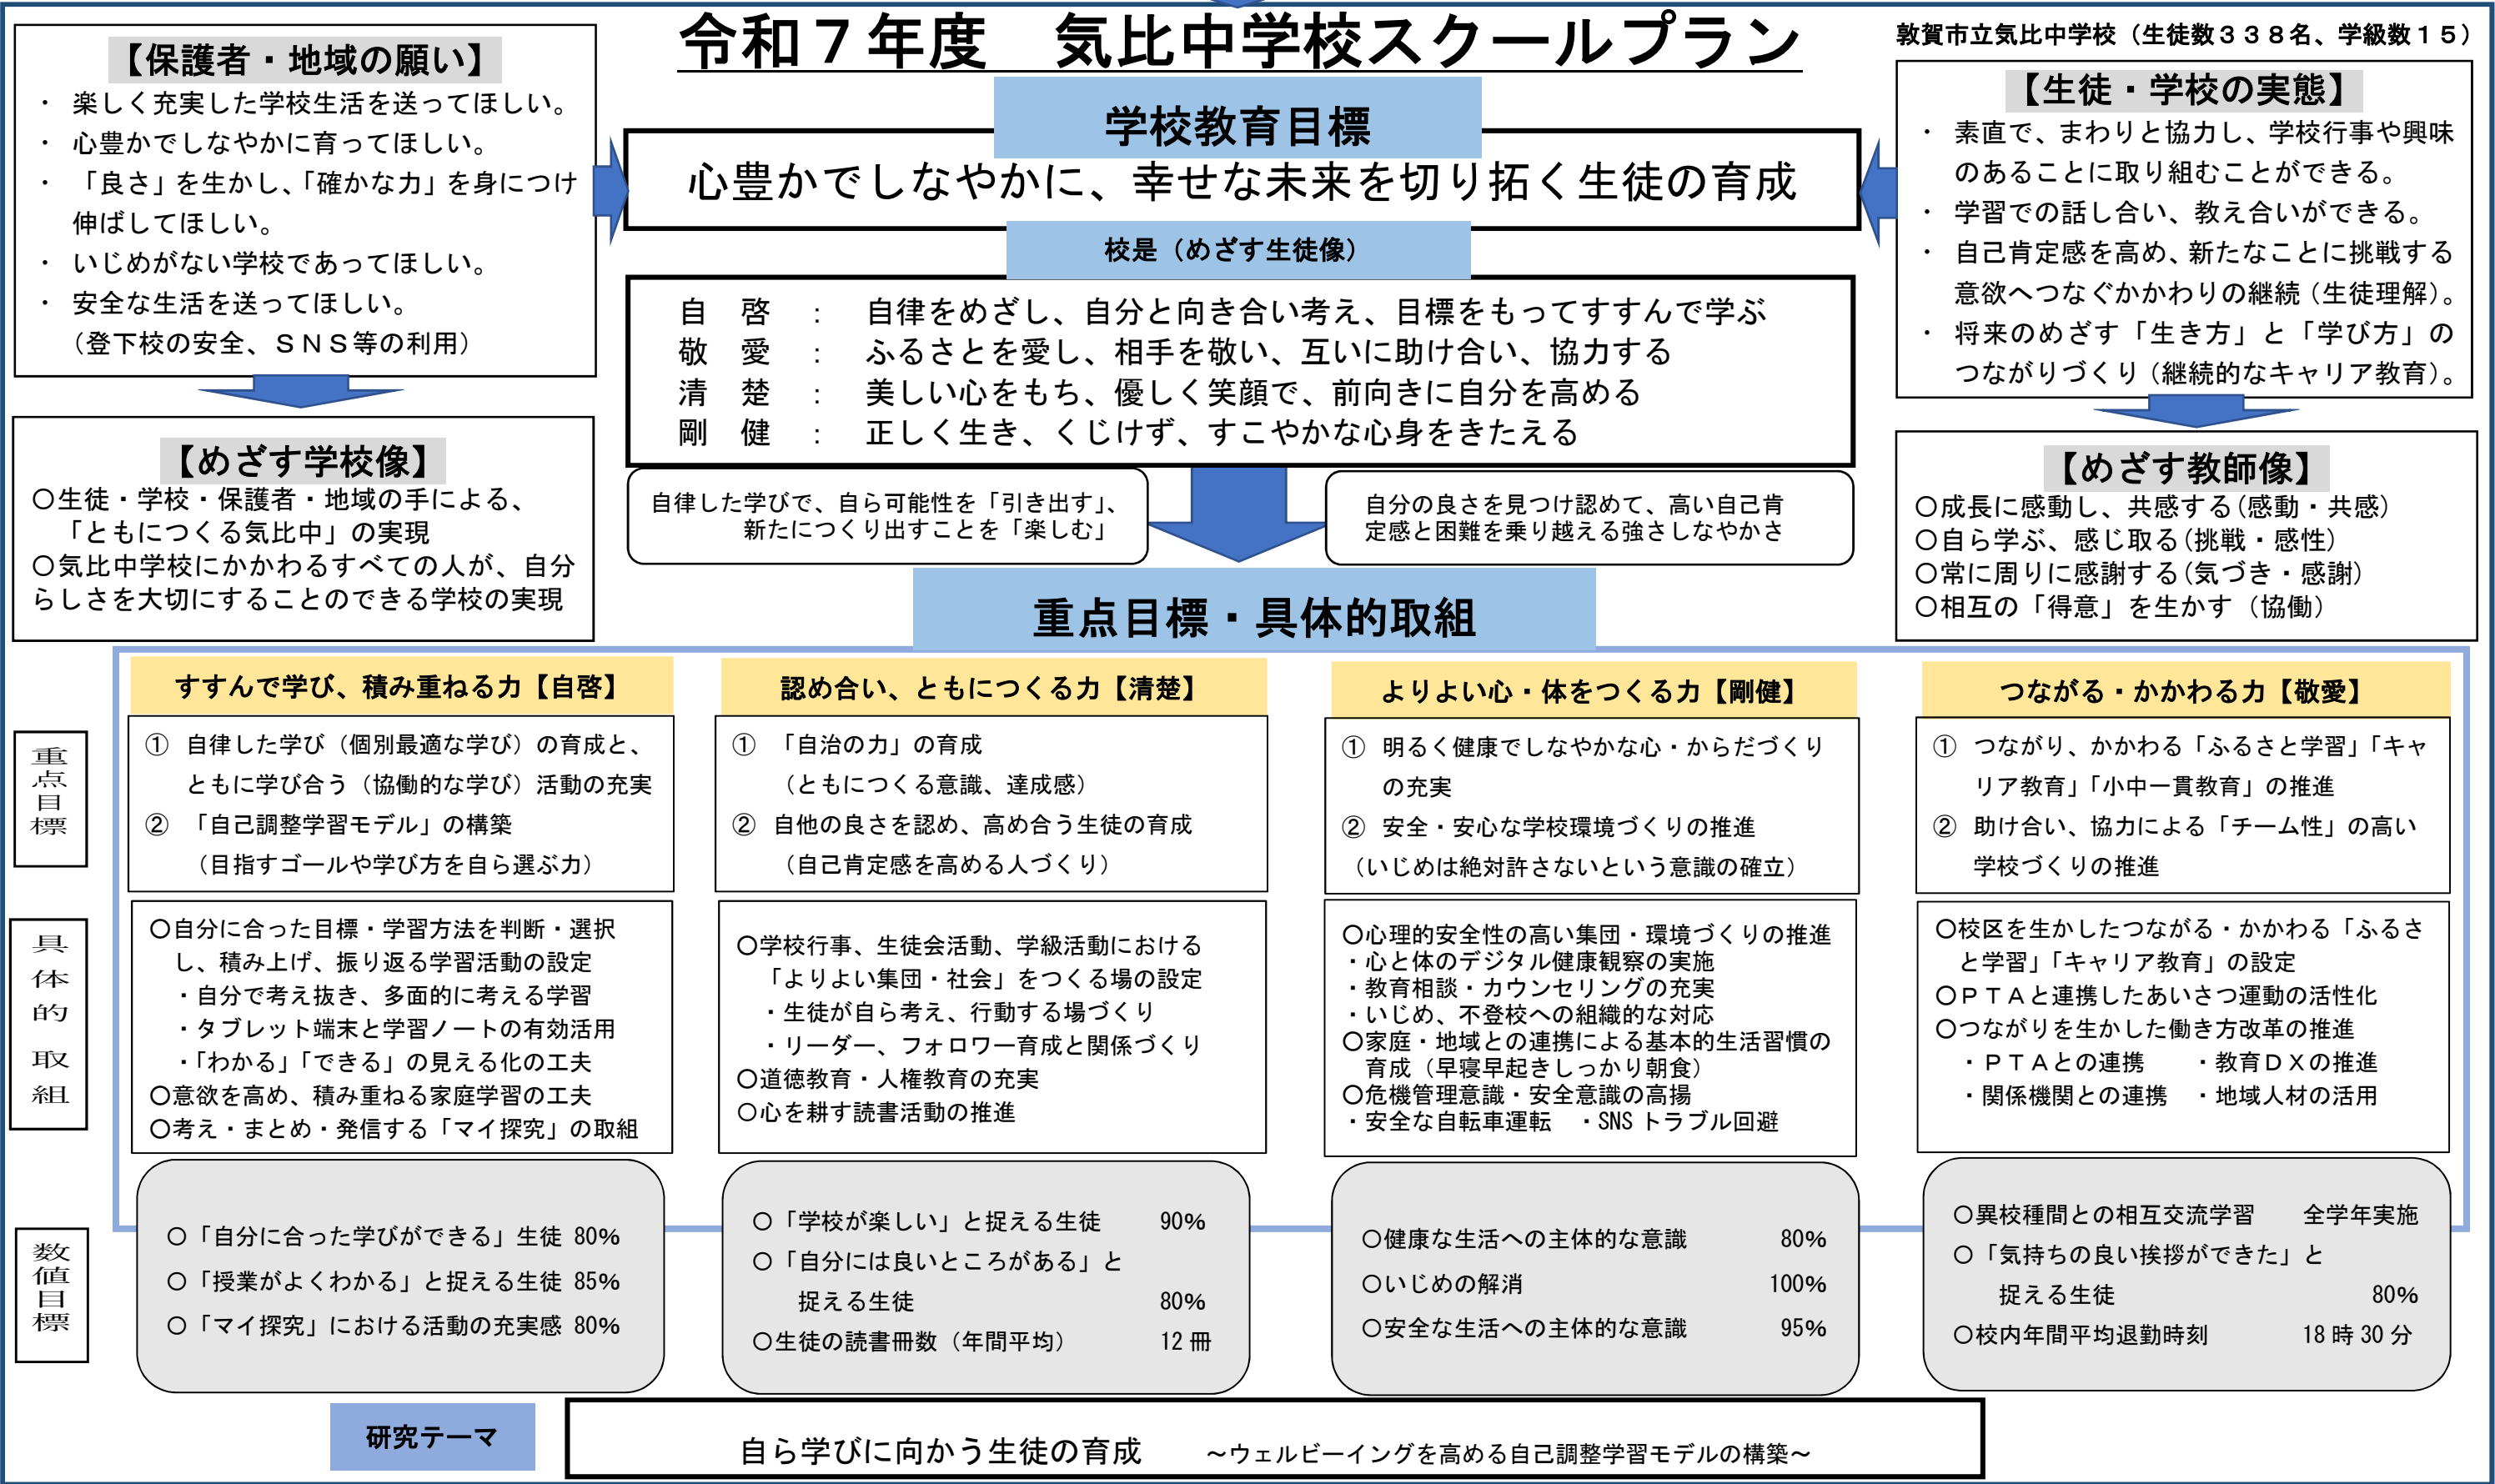 令和７年度　気比中学校スクールプラン
敦賀市立気比中学校（生徒数３３８名、学級数１５）
【保護者・地域の願い】
・ 楽しく充実した学校生活を送ってほしい。
・ 心豊かでしなやかに育ってほしい。
・ 「良さ」を生かし、「確かな力」を身につけ
伸ばしてほしい。
・ いじめがない学校であってほしい。
・ 安全な生活を送ってほしい。
（登下校の安全、ＳＮＳ等の利用）
【めざす学校像】
〇生徒・学校・保護者・地域の手による、
「ともにつくる気比中」の実現
〇気比中学校にかかわるすべての人が、自分
らしさを大切にすることのできる学校の実現
学校教育目標
心豊かでしなやかに、幸せな未来を切り拓く生徒の育成
校是（めざす生徒像）
自　啓　：　自律をめざし、自分と向き合い考え、目標をもってすすんで学ぶ
敬　愛　：　ふるさとを愛し、相手を敬い、互いに助け合い、協力する
清　楚　：　美しい心をもち、優しく笑顔で、前向きに自分を高める
剛　健　：　正しく生き、くじけず、すこやかな心身をきたえる
自律した学びで、自ら可能性を「引き出す」、
新たにつくり出すことを「楽しむ」
自分の良さを見つけ認めて、高い自己肯
定感と困難を乗り越える強さしなやかさ
【生徒・学校の実態】
・ 素直で、まわりと協力し、学校行事や興味
のあることに取り組むことができる。
・ 学習での話し合い、教え合いができる。
・ 自己肯定感を高め、新たなことに挑戦する
意欲へつなぐかかわりの継続（生徒理解）。
・ 将来のめざす「生き方」と「学び方」の
つながりづくり（継続的なキャリア教育）。
【めざす教師像】
〇成長に感動し、共感する（感動・共感）
〇自ら学ぶ、感じ取る（挑戦・感性）
〇常に周りに感謝する（気づき・感謝）
〇相互の「得意」を生かす（協働）
重点目標・具体的取組
重点目標
具体的取組
数値目標
すすんで学び、積み重ねる力【自啓】
① 自律した学び（個別最適な学び）の育成と、
ともに学び合う（協働的な学び）活動の充実
② 「自己調整学習モデル」の構築
（目指すゴールや学び方を自ら選ぶ力）
〇自分に合った目標・学習方法を判断・選択
し、積み上げ、振り返る学習活動の設定
・自分で考え抜き、多面的に考える学習
・タブレット端末と学習ノートの有効活用
・「わかる」「できる」の見える化の工夫
〇意欲を高め、積み重ねる家庭学習の工夫
〇考え・まとめ・発信する「マイ探究」の取組
〇「自分に合った学びができる」生徒 80%
〇「授業がよくわかる」と捉える生徒 85%
〇「マイ探究」における活動の充実感 80%
認め合い、ともにつくる力【清楚】
① 「自治の力」の育成
（ともにつくる意識、達成感）
② 自他の良さを認め、高め合う生徒の育成
（自己肯定感を高める人づくり）
〇学校行事、生徒会活動、学級活動における
「よりよい集団・社会」をつくる場の設定
・生徒が自ら考え、行動する場づくり
・リーダー、フォロワー育成と関係づくり
〇道徳教育・人権教育の充実
〇心を耕す読書活動の推進
〇「学校が楽しい」と捉える生徒　90%
〇「自分には良いところがある」と
捉える生徒　80%
〇生徒の読書冊数（年間平均）　12 冊
よりよい心・体をつくる力【剛健】
① 明るく健康でしなやかな心・からだづくり
の充実
② 安全・安心な学校環境づくりの推進
（いじめは絶対許さないという意識の確立）
〇心理的安全性の高い集団・環境づくりの推進
・心と体のデジタル健康観察の実施
・教育相談・カウンセリングの充実
・いじめ、不登校への組織的な対応
〇家庭・地域との連携による基本的生活習慣の
育成（早寝早起きしっかり朝食）
〇危機管理意識・安全意識の高揚
・安全な自転車運転　・SNS トラブル回避
〇健康な生活への主体的な意識　80%
〇いじめの解消　100%
〇安全な生活への主体的な意識　95%
つながる・かかわる力【敬愛】
① つながり、かかわる「ふるさと学習」「キャ
リア教育」「小中一貫教育」の推進
② 助け合い、協力による「チーム性」の高い
学校づくりの推進
〇校区を生かしたつながる・かかわる「ふるさ
と学習」「キャリア教育」の設定
〇ＰＴＡと連携したあいさつ運動の活性化
〇つながりを生かした働き方改革の推進
・ＰＴＡとの連携　・教育ＤＸの推進
・関係機関との連携　・地域人材の活用
〇異校種間との相互交流学習　全学年実施
〇「気持ちの良い挨拶ができた」と
捉える生徒　80%
〇校内年間平均退勤時刻　18 時 30 分
研究テーマ
自ら学びに向かう生徒の育成　～ウェルビーイングを高める自己調整学習モデルの構築～